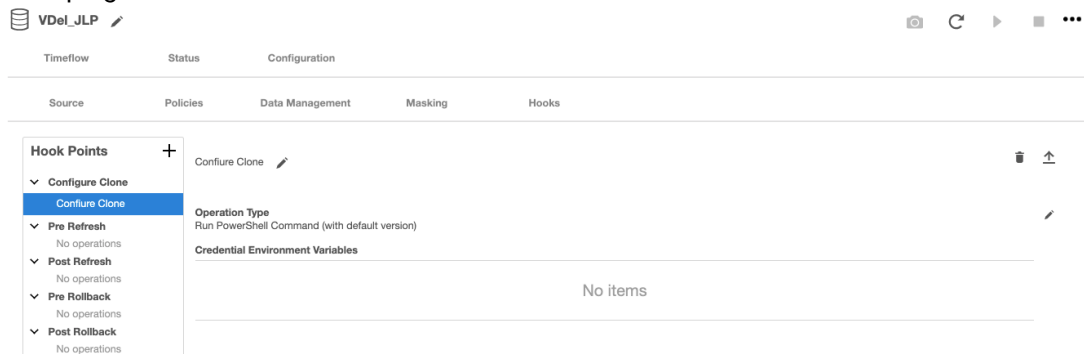 VDel_JLP
Timeflow Status Configuration
Source Policies Data Management Masking Hooks
Hook Points
Configure Clone
Confiure Clone
Pre Refresh
No operations
Post Refresh
No operations
Pre Rollback
No operations
Post Rollback
No operations
Confiure Clone
Operation Type
Run PowerShell Command (with default version)
Credential Environment Variables
No items